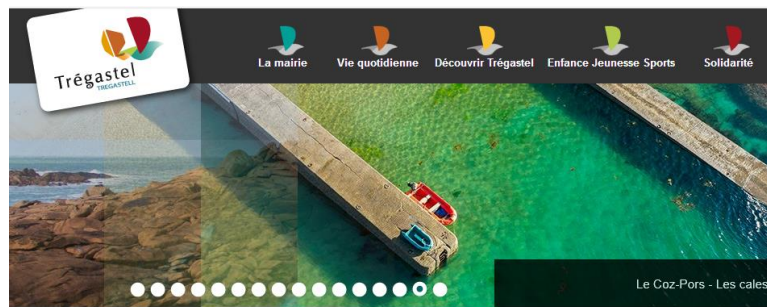 Trégastel
TREGASTELL
La mairie
Vie quotidienne
Découvrir Trégastel
Enfance Jeunesse Sports
Solidarité
Le Coz-Pors - Les cales